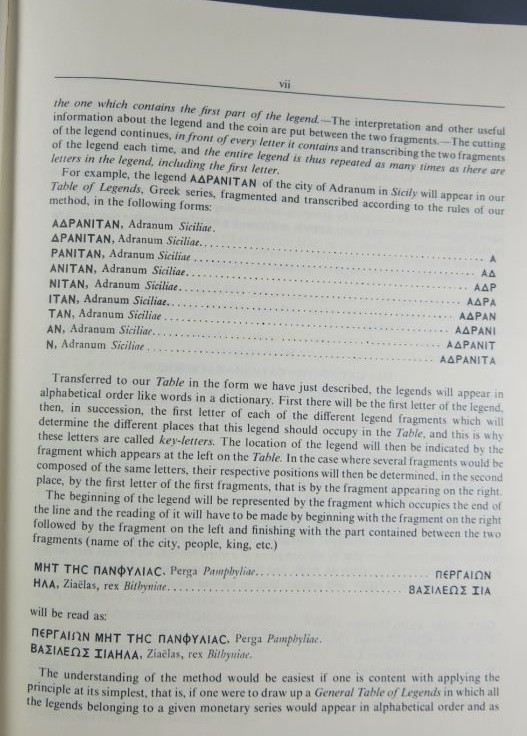 vii
the one which contains the first part of the legend.—The interpretation and other useful
information about the legend and the coin are put between the two fragments.—The cutting
of the legend continues, in front of every letter it contains and transcribing the two fragments
of the legend each time, and the entire legend is thus repeated as many times as there are
letters in the legend, including the first letter.
For example, the legend ΑΔΡΑΝΙΤΑΝ of the city of Adranum in Sicily will appear in our
Table of Legends, Greek series, fragmented and transcribed according to the rules of our
method, in the following forms:
ΑΔΡΑΝΙΤΑΝ, Adranum Siciliae.
ΔΡΑΝΙΤΑΝ, Adranum Siciliae. . . . . . . . . . . . . . . . . . . . . . . . . . . . . . Α
ΡΑΝΙΤΑΝ, Adranum Siciliae . . . . . . . . . . . . . . . . . . . . . . . . . . . . . . ΑΔ
ΑΝΙΤΑΝ, Adranum Siciliae. . . . . . . . . . . . . . . . . . . . . . . . . . . . . . ΑΔΡ
ΝΙΤΑΝ, Adranum Siciliae. . . . . . . . . . . . . . . . . . . . . . . . . . . . . . ΑΔΡΑ
ΙΤΑΝ, Adranum Siciliae. . . . . . . . . . . . . . . . . . . . . . . . . . . . . . ΑΔΡΑΝ
ΤΑΝ, Adranum Siciliae . . . . . . . . . . . . . . . . . . . . . . . . . . . . . . ΑΔΡΑΝΙ
ΑΝ, Adranum Siciliae. . . . . . . . . . . . . . . . . . . . . . . . . . . . . . ΑΔΡΑΝΙΤ
Ν, Adranum Siciliae . . . . . . . . . . . . . . . . . . . . . . . . . . . . . . ΑΔΡΑΝΙΤΑ
Transferred to our Table in the form we have just described, the legends will appear in
alphabetical order like words in a dictionary. First there will be the first letter of the legend,
then, in succession, the first letter of each of the different legend fragments which will
determine the different places that this legend should occupy in the Table, and this is why
these letters are called key-letters. The location of the legend will then be indicated by the
fragment which appears at the left on the Table. In the case where several fragments would be
composed of the same letters, their respective positions will then be determined, in the second
place, by the first letter of the first fragments, that is by the fragment appearing on the right.
The beginning of the legend will be represented by the fragment which occupies the end of
the line and the reading of it will have to be made by beginning with the fragment on the right
followed by the fragment on the left and finishing with the part contained between the two
fragments (name of the city, people, king, etc.)
ΜΗΤ ΤΗC ΠΑΝΦΥΛΙΑC, Perga Pamphyliae. . . . . . . . . . . . . . . . . . . . ΠЄΡΓΑΙΩΝ
ΗΛΑ, Ziaëlas, rex Bithyniae. . . . . . . . . . . . . . . . . . . . . . . . . ΒΑΣΙΛΕΩΣ ΙΙΑ
will be read as:
ΠЄΡΓΑΙΩΝ ΜΗΤ ΤΗC ΠΑΝΦΥΛΙΑC, Perga Pamphyliae.
ΒΑΣΙΛΕΩΣ ΙΙΑΗΛΑ, Ziaëlas, rex Bithyniae.
The understanding of the method would be easiest if one is content with applying the
principle at its simplest, that is, if one were to draw up a General Table of Legends in which all
the legends belonging to a given monetary series would appear in alphabetical order and as